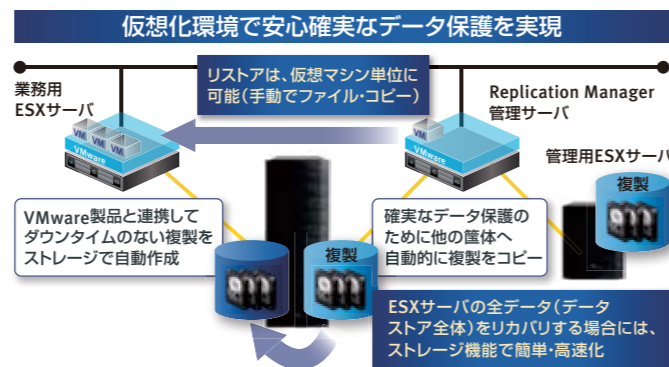 仮想化環境で安心確実なデータ保護を実現
業務用
ESXサーバ
リストアは、仮想マシン単位に
可能(手動でファイル・コピー)
Replication Manager
管理サーバ
管理用ESXサーバ
VM
VM
VM
VMware
VM
VMware
複製
VMware製品と連携して
ダウンタイムのない複製を
ストレージで自動作成
複製
確実なデータ保護の
ために他の筐体へ
自動的に複製をコピー
ESXサーバの全データ(データ
ストア全体)をリカバリする場合には、
ストレージ機能で簡単・高速化